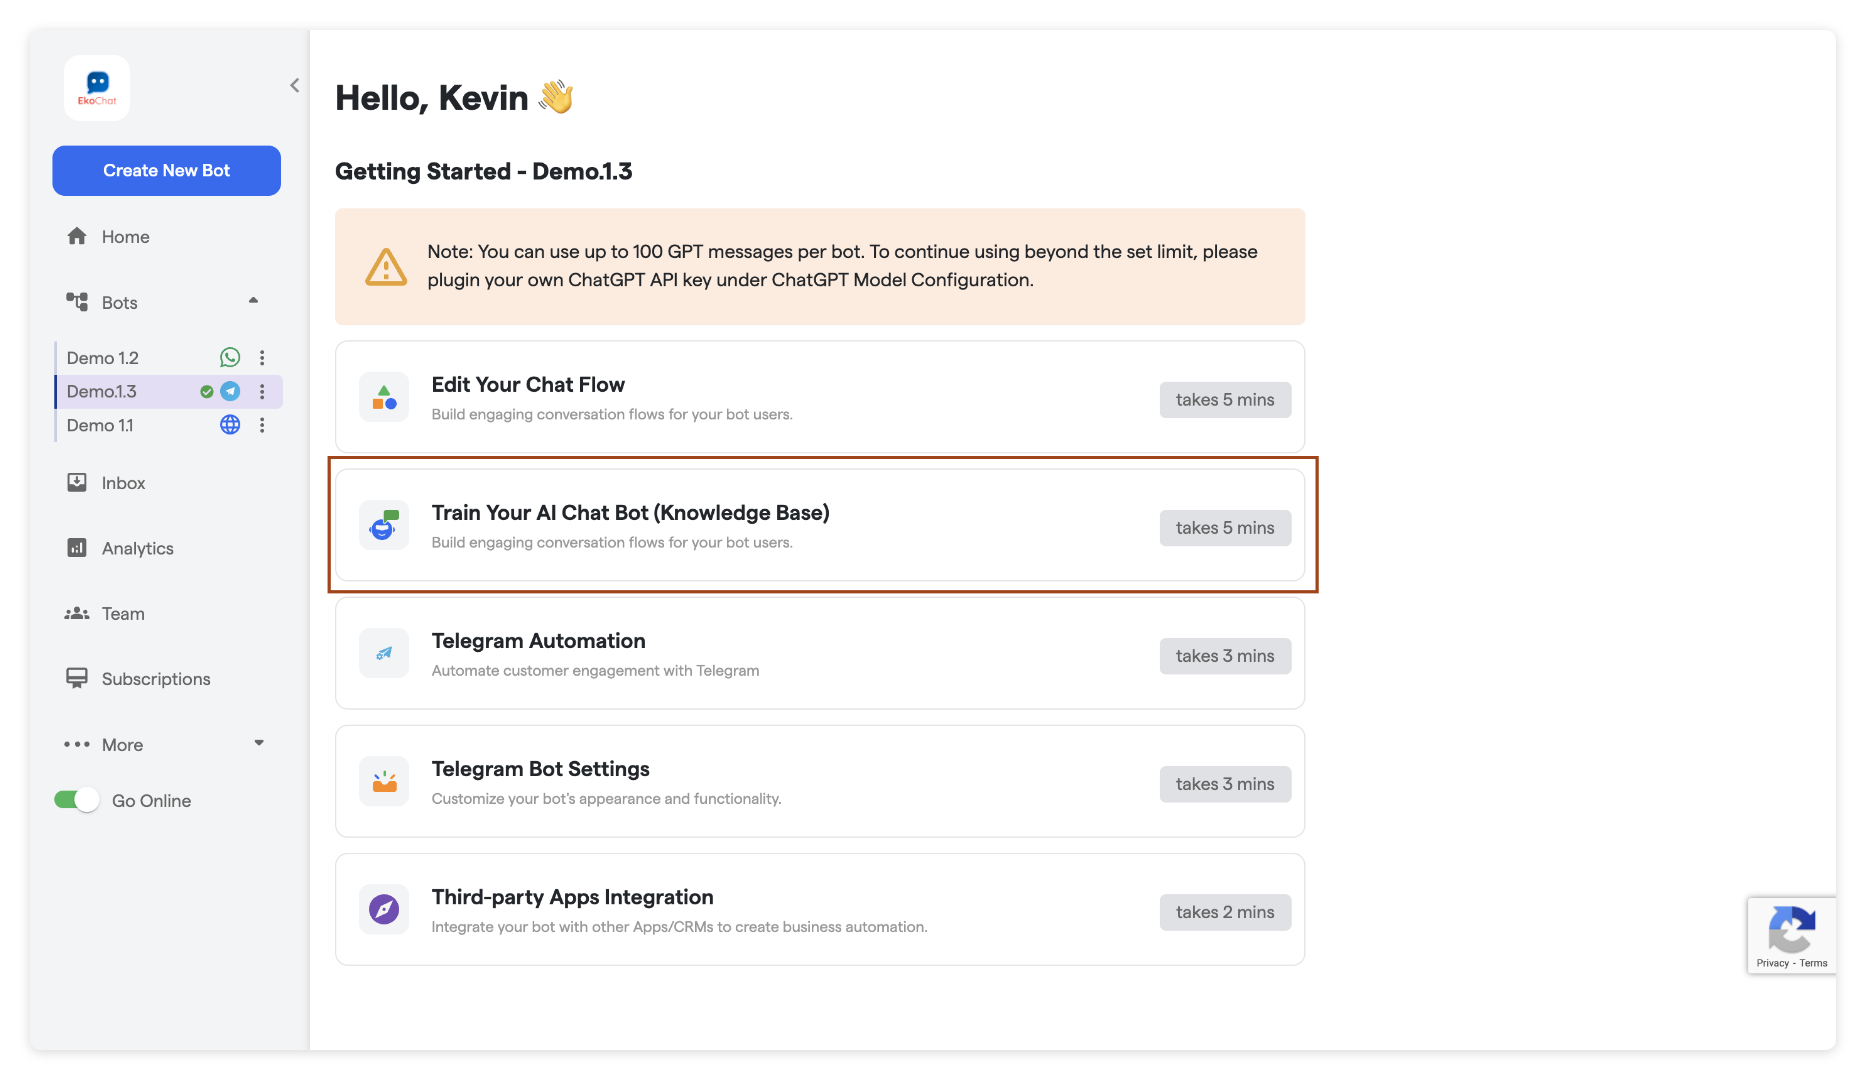 EkoChat
Create New Bot
Home
Bots
Demo 1.2
Demo.1.3
Demo 1.1
Inbox
Analytics
Team
Subscriptions
More
Go Online
Hello, Kevin 👋
Getting Started - Demo.1.3
Note: You can use up to 100 GPT messages per bot. To continue using beyond the set limit, please
plugin your own ChatGPT API key under ChatGPT Model Configuration.
Edit Your Chat Flow
Build engaging conversation flows for your bot users.
takes 5 mins
Train Your AI Chat Bot (Knowledge Base)
Build engaging conversation flows for your bot users.
takes 5 mins
Telegram Automation
Automate customer engagement with Telegram
takes 3 mins
Telegram Bot Settings
Customize your bot's appearance and functionality.
takes 3 mins
Third-party Apps Integration
Integrate your bot with other Apps/CRMs to create business automation.
takes 2 mins
Privacy - Terms